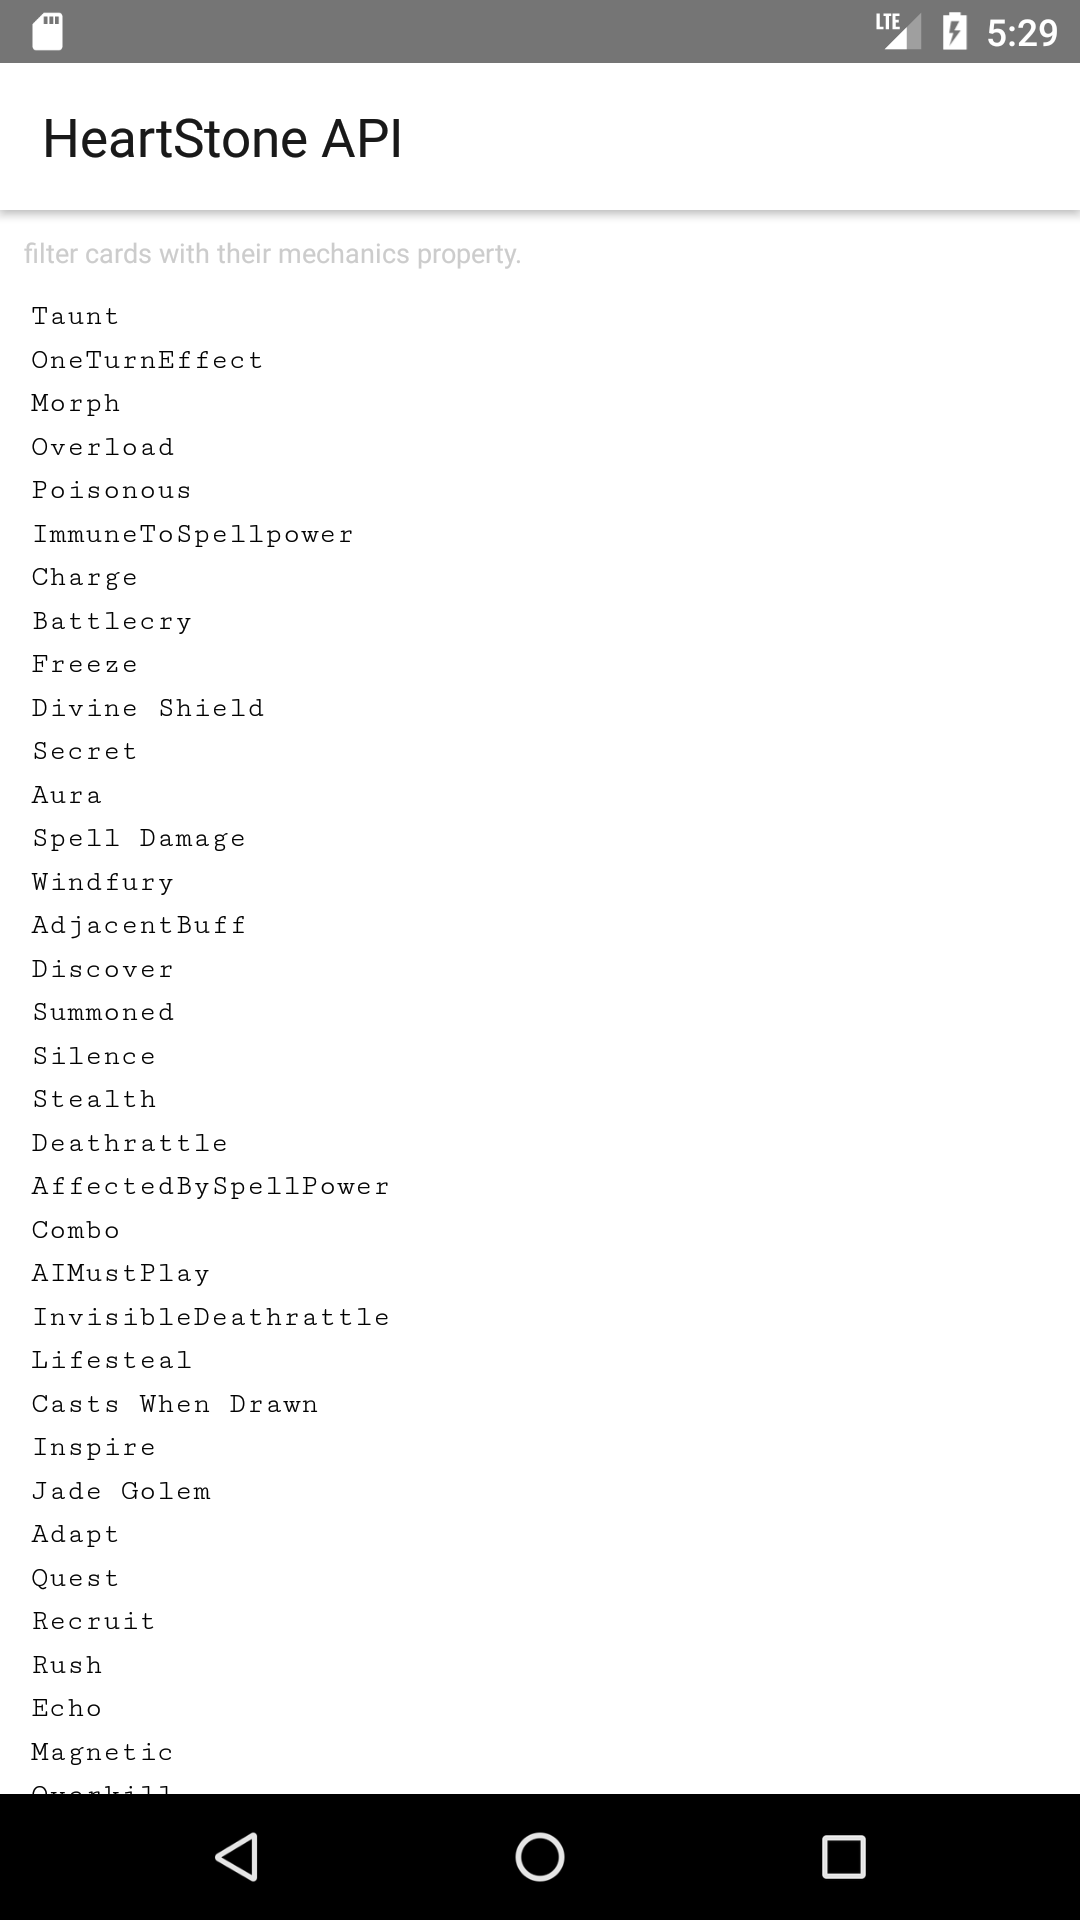 LTE 5:29
HeartStone API
filter cards with their mechanics property.
Taunt
OneTurnEffect
Morph
Overload
Poisonous
ImmuneToSpellpower
Charge
Battlecry
Freeze
Divine Shield
Secret
Aura
Spell Damage
Windfury
AdjacentBuff
Discover
Summoned
Silence
Stealth
Deathrattle
AffectedBySpellPower
Combo
AIMustPlay
InvisibleDeathrattle
Lifesteal
Casts When Drawn
Inspire
Jade Golem
Adapt
Quest
Recruit
Rush
Echo
Magnetic
Overkill